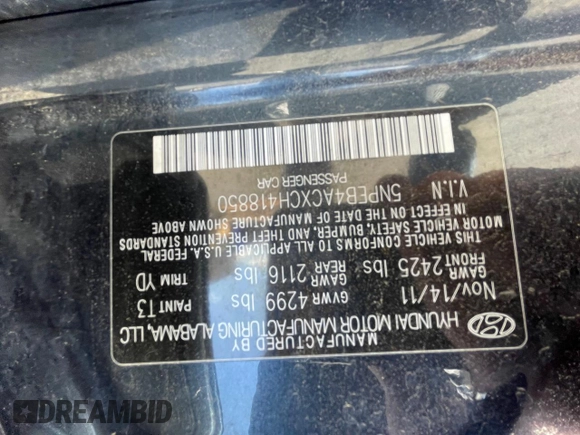 MANUFACTURED BY
HYUNDAI MOTOR MANUFACTURING ALABAMA, LLC
Nov/14/11 GVWR 4299 lbs PAINT T3
GAWR FRONT 2425 lbs GAWR REAR 2116 lbs TRIM YD
THIS VEHICLE CONFORMS TO ALL APPLICABLE U.S.A. FEDERAL
MOTOR VEHICLE SAFETY, BUMPER, AND THEFT PREVENTION STANDARDS
IN EFFECT ON THE DATE OF MANUFACTURE SHOWN ABOVE
V.I.N 5NPEB4ACXCH418850
PASSENGER CAR
DREAMBID